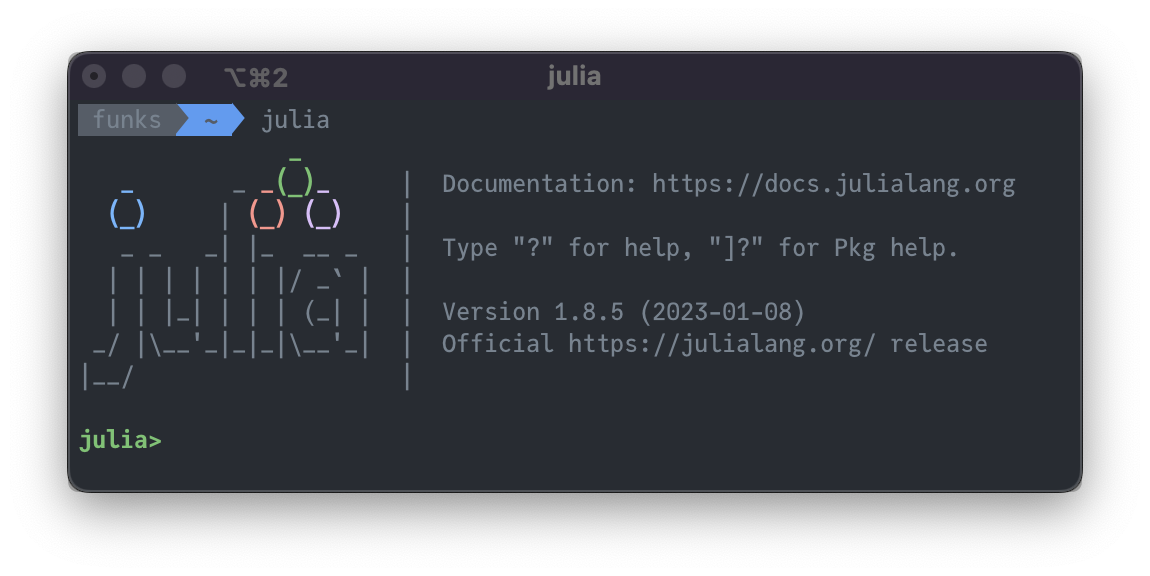 ⌥⌘2 julia
funks ~ julia
               _
   _       _ _(_)_     |  Documentation: https://docs.julialang.org
  (_)     | (_) (_)    |
   _ _   _| |_  __ _   |  Type "?" for help, "]?" for Pkg help.
  | | | | | | |/ _` |  |
  | | |_| | | | (_| |  |  Version 1.8.5 (2023-01-08)
 _/ |\__'_|_|_|\__'_|  |  Official https://julialang.org/ release
|__/                   |
julia>